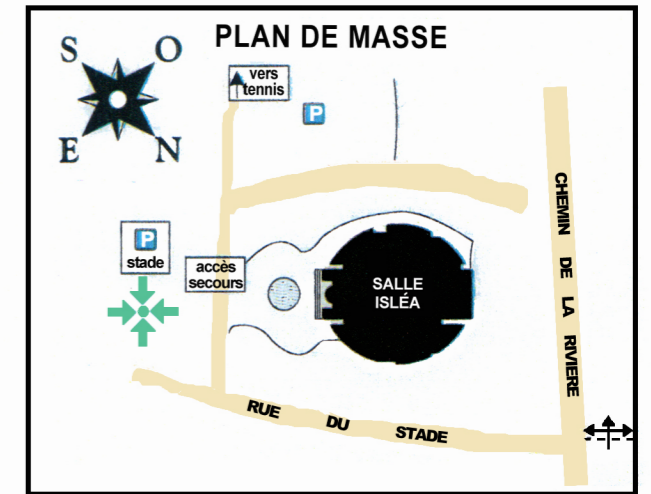 PLAN DE MASSE
S O
E N
vers
tennis
P
P
stade
accès
secours
SALLE
ISLÉA
CHEMIN DE LA RIVIERE
RUE DU STADE